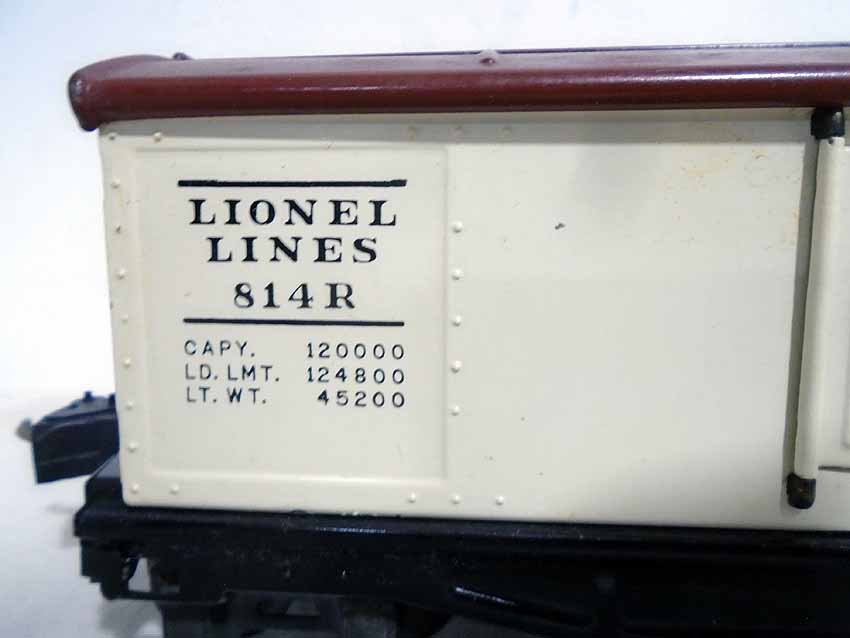 LIONEL
LINES
814R
CAPY. 120000
LD. LMT. 124800
LT. WT. 45200